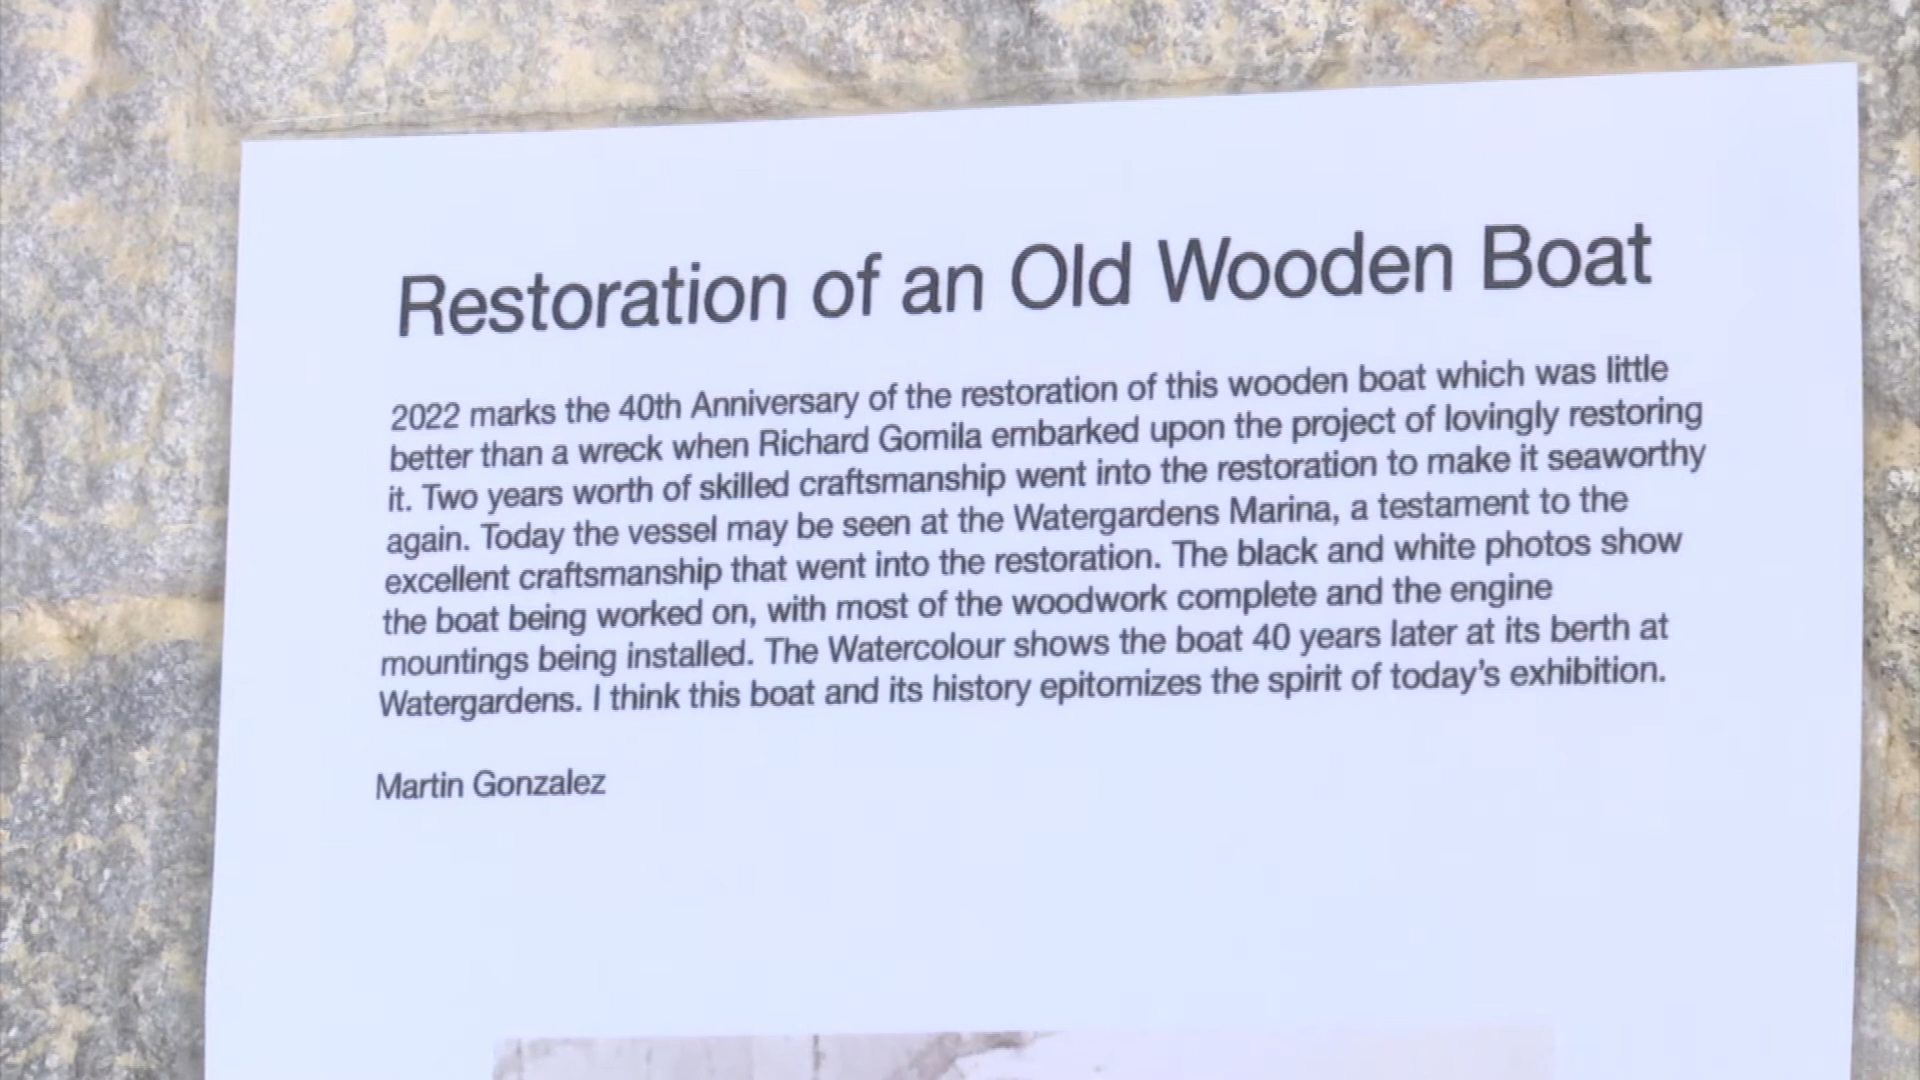 Restoration of an Old Wooden Boat
2022 marks the 40th Anniversary of the restoration of this wooden boat which was little
better than a wreck when Richard Gomila embarked upon the project of lovingly restoring
it. Two years worth of skilled craftsmanship went into the restoration to make it seaworthy
again. Today the vessel may be seen at the Watergardens Marina, a testament to the
excellent craftsmanship that went into the restoration. The black and white photos show
the boat being worked on, with most of the woodwork complete and the engine
mountings being installed. The Watercolour shows the boat 40 years later at its berth at
Watergardens. I think this boat and its history epitomizes the spirit of today's exhibition.
Martin Gonzalez